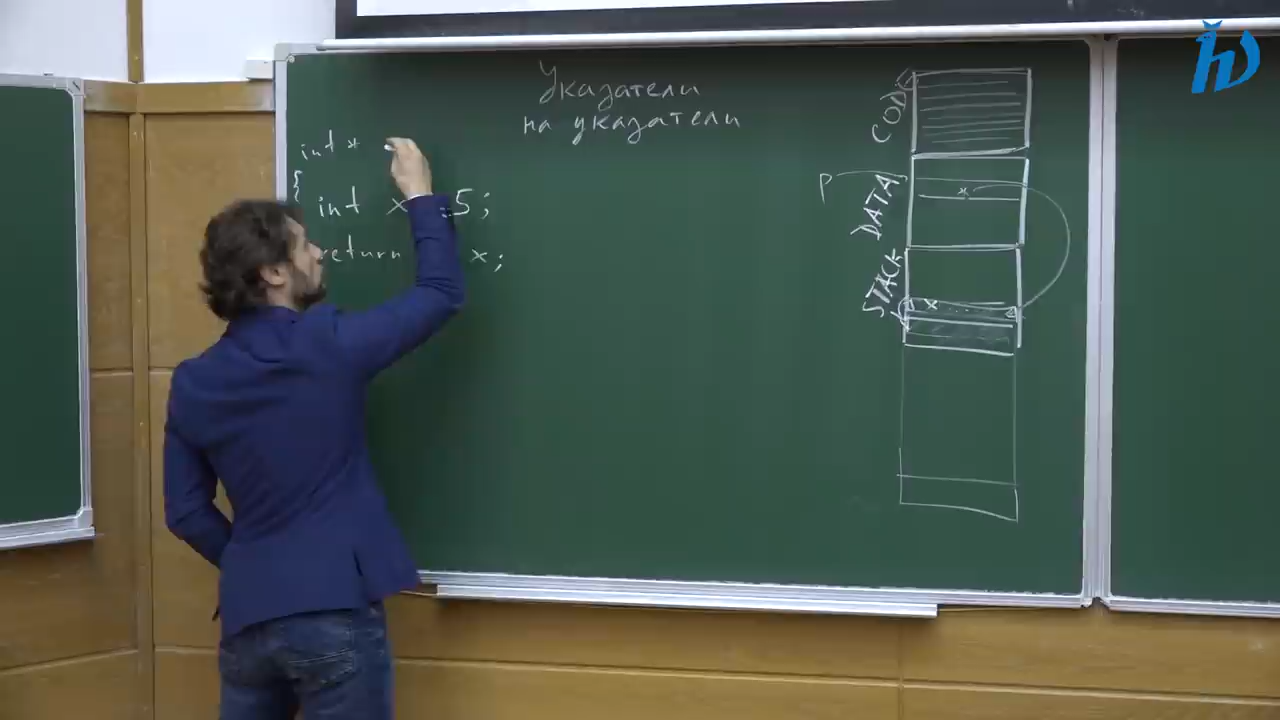 Указатели
на указатели
int *
{
int x =5;
return x;
CODE
P
DATA
*
STACK
x